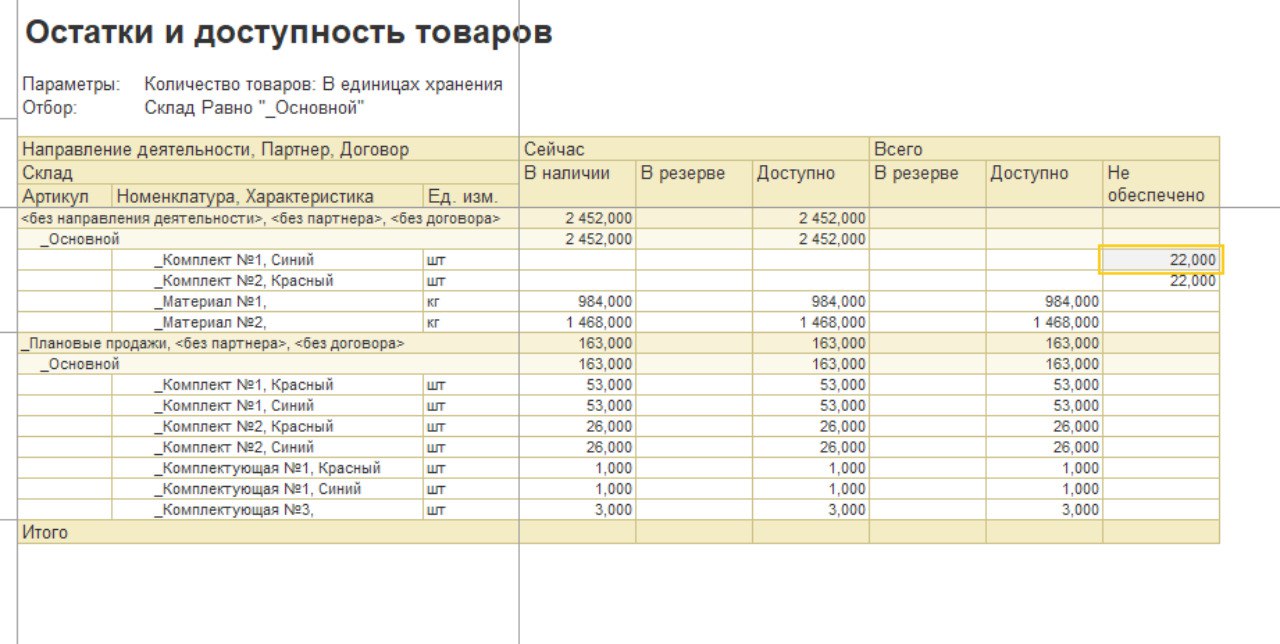 Остатки и доступность товаров
Параметры: Количество товаров: В единицах хранения
Отбор: Склад Равно "_Основной"
Направление деятельности, Партнер, Договор Сейчас Всего
Склад В наличии В резерве Доступно В резерве Доступно Не обеспечено
Артикул Номенклатура, Характеристика Ед. изм.
<без направления деятельности>, <без партнера>, <без договора> 2 452,000 2 452,000
_Основной 2 452,000 2 452,000
_Комплект №1, Синий шт 22,000
_Комплект №2, Красный шт 22,000
_Материал №1, кг 984,000 984,000 984,000
_Материал №2, кг 1 468,000 1 468,000 1 468,000
_Плановые продажи, <без партнера>, <без договора> 163,000 163,000 163,000
_Основной 163,000 163,000 163,000
_Комплект №1, Красный шт 53,000 53,000 53,000
_Комплект №1, Синий шт 53,000 53,000 53,000
_Комплект №2, Красный шт 26,000 26,000 26,000
_Комплект №2, Синий шт 26,000 26,000 26,000
_Комплектующая №1, Красный шт 1,000 1,000 1,000
_Комплектующая №1, Синий шт 1,000 1,000 1,000
_Комплектующая №3, шт 3,000 3,000 3,000
Итого